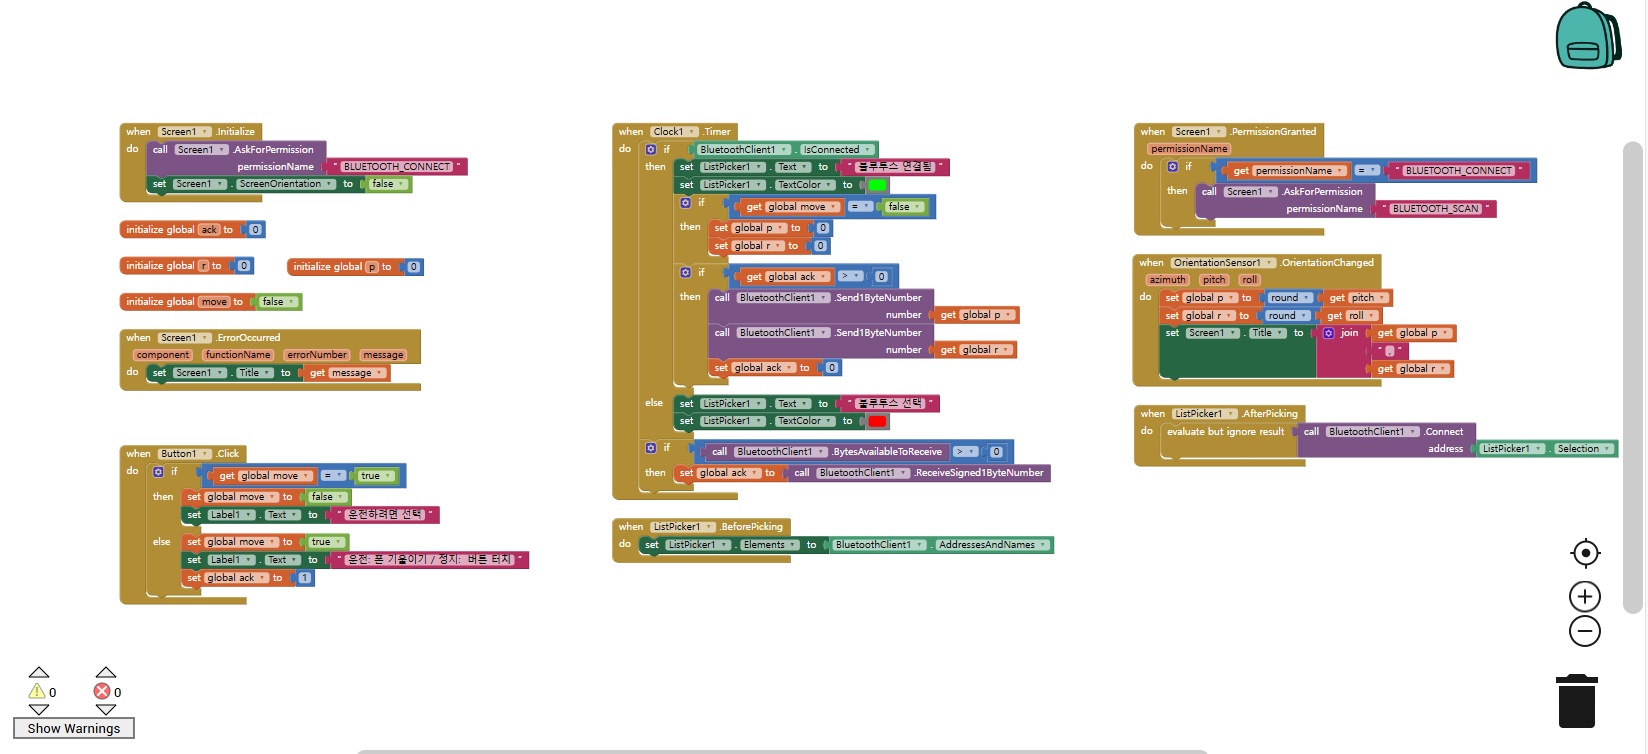 when Screen1 .Initialize
do call Screen1 .AskForPermission
permissionName " BLUETOOTH_CONNECT "
set Screen1 . ScreenOrientation to false
initialize global ack to 0
initialize global r to 0
initialize global p to 0
initialize global move to false
when Screen1 .ErrorOccurred
component functionName errorNumber message
do set Screen1 . Title to get message
when Button1 .Click
do if get global move = true
then set global move to false
set Label1 . Text to " 운전하려면 선택 "
else set global move to true
set Label1 . Text to " 운전: 폰 기울이기 / 정지: 버튼 터치 "
set global ack to 1
when Clock1 .Timer
do if BluetoothClient1 . IsConnected
then set ListPicker1 . Text to " 블루투스 연결됨 "
set ListPicker1 . TextColor to
if get global move = false
then set global p to 0
set global r to 0
if get global ack > 0
then call BluetoothClient1 .Send1ByteNumber
number get global p
call BluetoothClient1 .Send1ByteNumber
number get global r
set global ack to 0
else set ListPicker1 . Text to " 블루투스 선택 "
set ListPicker1 . TextColor to
if call BluetoothClient1 .BytesAvailableToReceive > 0
then set global ack to call BluetoothClient1 .ReceiveSigned1ByteNumber
when ListPicker1 .BeforePicking
do set ListPicker1 . Elements to BluetoothClient1 . AddressesAndNames
when Screen1 .PermissionGranted
permissionName
do if get permissionName = " BLUETOOTH_CONNECT "
then call Screen1 .AskForPermission
permissionName " BLUETOOTH_SCAN "
when OrientationSensor1 .OrientationChanged
azimuth pitch roll
do set global p to round get pitch
set global r to round get roll
set Screen1 . Title to join get global p
" , "
get global r
when ListPicker1 .AfterPicking
do evaluate but ignore result call BluetoothClient1 .Connect
address ListPicker1 . Selection
0 0
Show Warnings